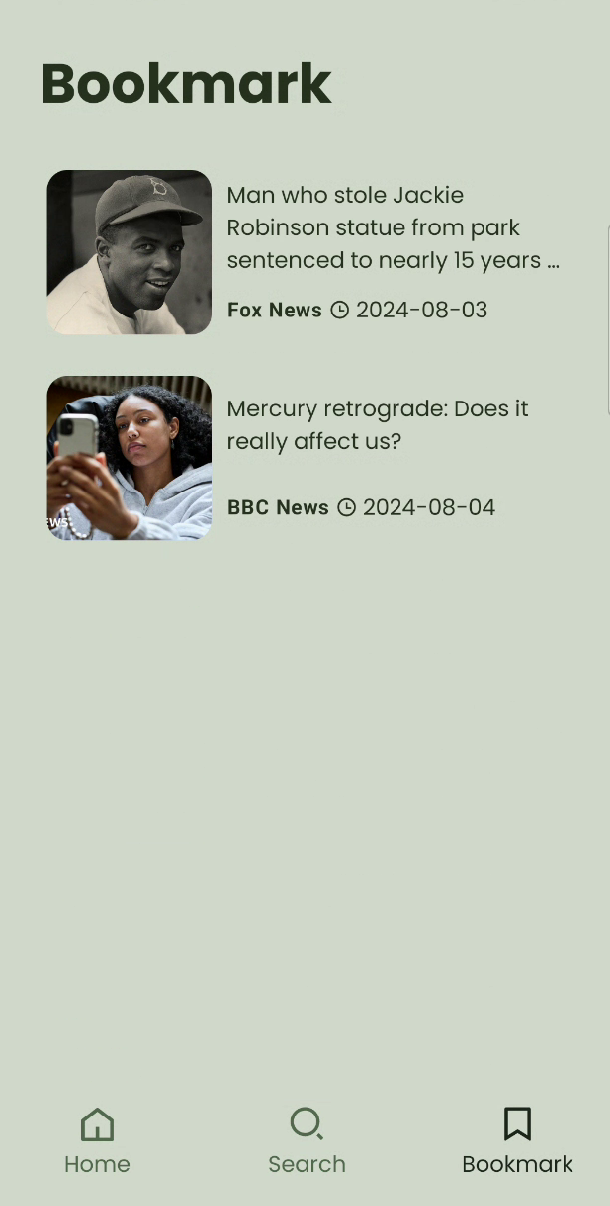 Bookmark
Man who stole Jackie
Robinson statue from park
sentenced to nearly 15 years ...
Fox News 2024-08-03
Mercury retrograde: Does it
really affect us?
EWS
BBC News 2024-08-04
Home Search Bookmark